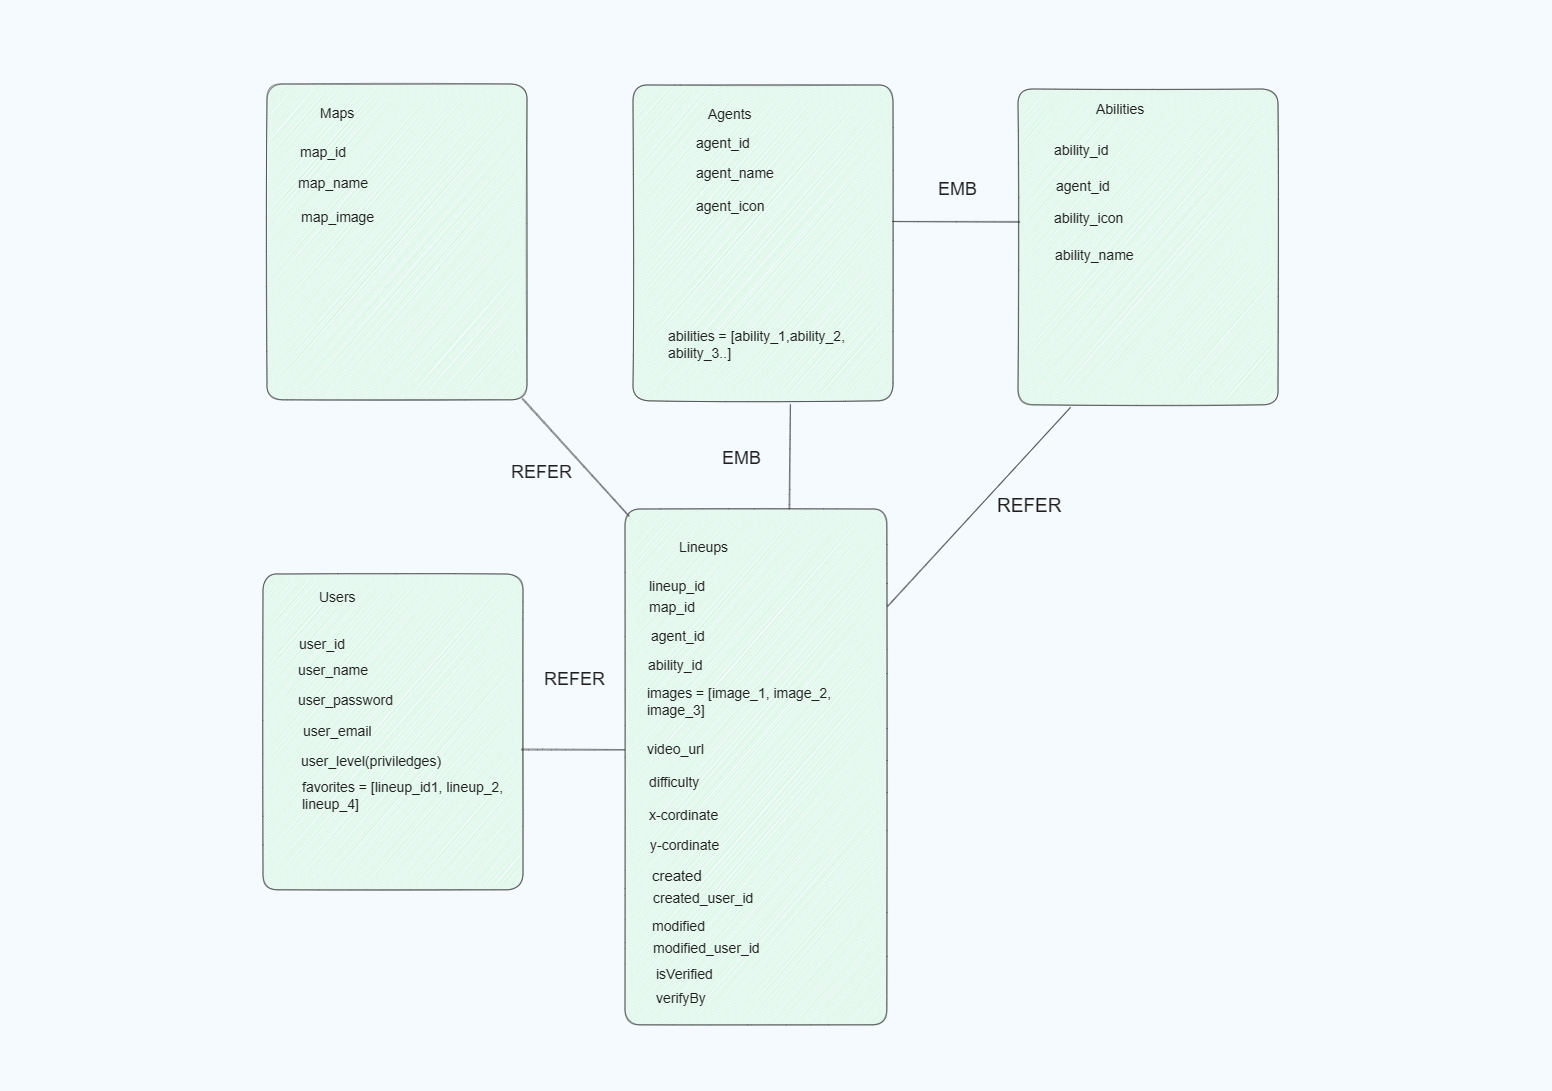 Maps
map_id
map_name
map_image
Agents
agent_id
agent_name
agent_icon
abilities = [ability_1,ability_2,
ability_3..]
EMB
Abilities
ability_id
agent_id
ability_icon
ability_name
REFER
EMB
REFER
Users
user_id
user_name
user_password
user_email
user_level(priviledges)
favorites = [lineup_id1, lineup_2,
lineup_4]
REFER
Lineups
lineup_id
map_id
agent_id
ability_id
images = [image_1, image_2,
image_3]
video_url
difficulty
x-cordinate
y-cordinate
created
created_user_id
modified
modified_user_id
isVerified
verifyBy